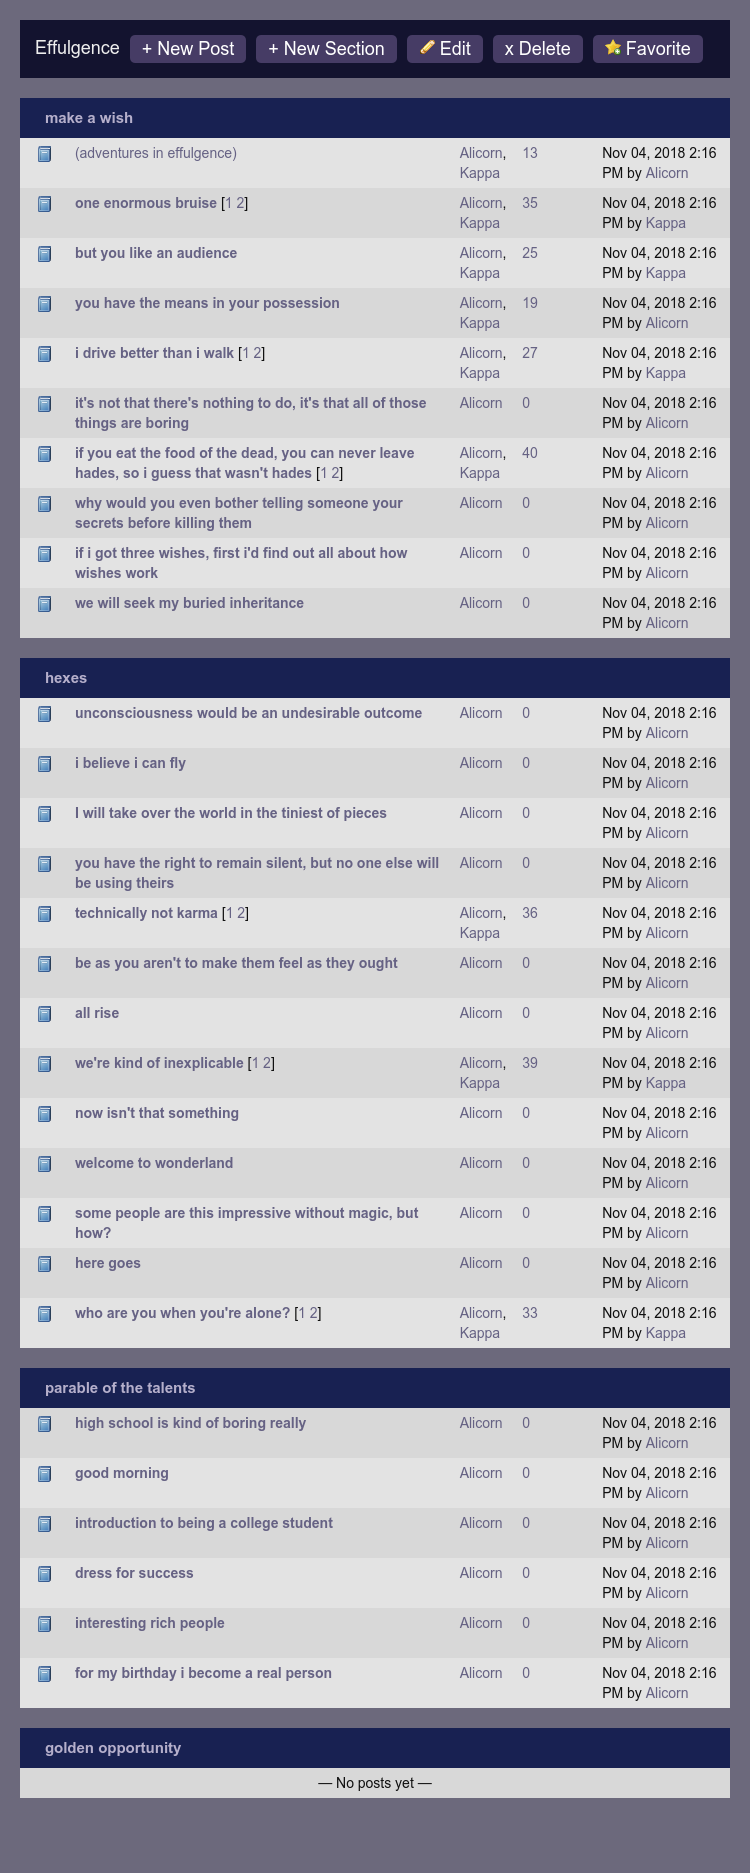 Effulgence + New Post + New Section Edit x Delete Favorite
make a wish
(adventures in effulgence) Alicorn, 13 Nov 04, 2018 2:16
Kappa PM by Alicorn
one enormous bruise [1 2] Alicorn, 35 Nov 04, 2018 2:16
Kappa PM by Kappa
but you like an audience Alicorn, 25 Nov 04, 2018 2:16
Kappa PM by Kappa
you have the means in your possession Alicorn, 19 Nov 04, 2018 2:16
Kappa PM by Alicorn
i drive better than i walk [1 2] Alicorn, 27 Nov 04, 2018 2:16
Kappa PM by Kappa
it's not that there's nothing to do, it's that all of those Alicorn 0 Nov 04, 2018 2:16
things are boring PM by Alicorn
if you eat the food of the dead, you can never leave Alicorn, 40 Nov 04, 2018 2:16
hades, so i guess that wasn't hades [1 2] Kappa PM by Alicorn
why would you even bother telling someone your Alicorn 0 Nov 04, 2018 2:16
secrets before killing them PM by Alicorn
if i got three wishes, first i'd find out all about how Alicorn 0 Nov 04, 2018 2:16
wishes work PM by Alicorn
we will seek my buried inheritance Alicorn 0 Nov 04, 2018 2:16
PM by Alicorn
hexes
unconsciousness would be an undesirable outcome Alicorn 0 Nov 04, 2018 2:16
PM by Alicorn
i believe i can fly Alicorn 0 Nov 04, 2018 2:16
PM by Alicorn
I will take over the world in the tiniest of pieces Alicorn 0 Nov 04, 2018 2:16
PM by Alicorn
you have the right to remain silent, but no one else will Alicorn 0 Nov 04, 2018 2:16
be using theirs PM by Alicorn
technically not karma [1 2] Alicorn, 36 Nov 04, 2018 2:16
Kappa PM by Alicorn
be as you aren't to make them feel as they ought Alicorn 0 Nov 04, 2018 2:16
PM by Alicorn
all rise Alicorn 0 Nov 04, 2018 2:16
PM by Alicorn
we're kind of inexplicable [1 2] Alicorn, 39 Nov 04, 2018 2:16
Kappa PM by Kappa
now isn't that something Alicorn 0 Nov 04, 2018 2:16
PM by Alicorn
welcome to wonderland Alicorn 0 Nov 04, 2018 2:16
PM by Alicorn
some people are this impressive without magic, but Alicorn 0 Nov 04, 2018 2:16
how? PM by Alicorn
here goes Alicorn 0 Nov 04, 2018 2:16
PM by Alicorn
who are you when you're alone? [1 2] Alicorn, 33 Nov 04, 2018 2:16
Kappa PM by Kappa
parable of the talents
high school is kind of boring really Alicorn 0 Nov 04, 2018 2:16
PM by Alicorn
good morning Alicorn 0 Nov 04, 2018 2:16
PM by Alicorn
introduction to being a college student Alicorn 0 Nov 04, 2018 2:16
PM by Alicorn
dress for success Alicorn 0 Nov 04, 2018 2:16
PM by Alicorn
interesting rich people Alicorn 0 Nov 04, 2018 2:16
PM by Alicorn
for my birthday i become a real person Alicorn 0 Nov 04, 2018 2:16
PM by Alicorn
golden opportunity
— No posts yet —